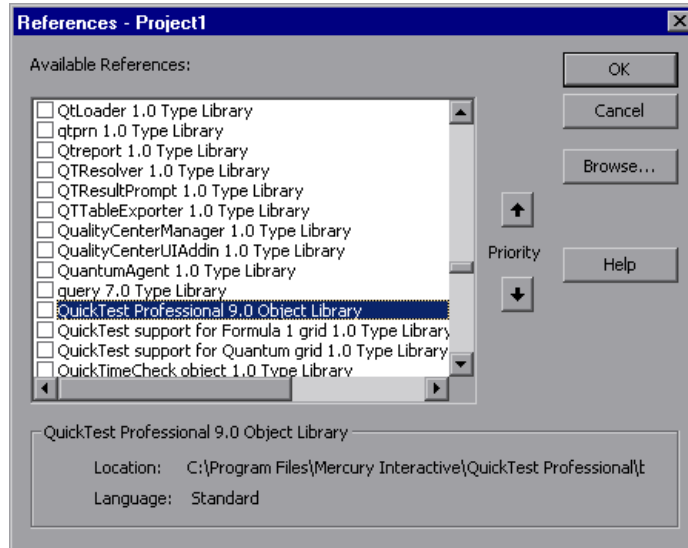 References - Project1
Available References:
QtLoader 1.0 Type Library
qtprn 1.0 Type Library
Qtreport 1.0 Type Library
QTResolver 1.0 Type Library
QTResultPrompt 1.0 Type Library
QTTableExporter 1.0 Type Library
QualityCenterManager 1.0 Type Library
QualityCenterUIAddin 1.0 Type Library
QuantumAgent 1.0 Type Library
query 7.0 Type Library
QuickTest Professional 9.0 Object Library
QuickTest support for Formula 1 grid 1.0 Type Library
QuickTest support for Quantum grid 1.0 Type Library
QuickTimeCheck object 1.0 Type Library
Priority
OK
Cancel
Browse...
Help
QuickTest Professional 9.0 Object Library
Location: C:\Program Files\Mercury Interactive\QuickTest Professional\t
Language: Standard